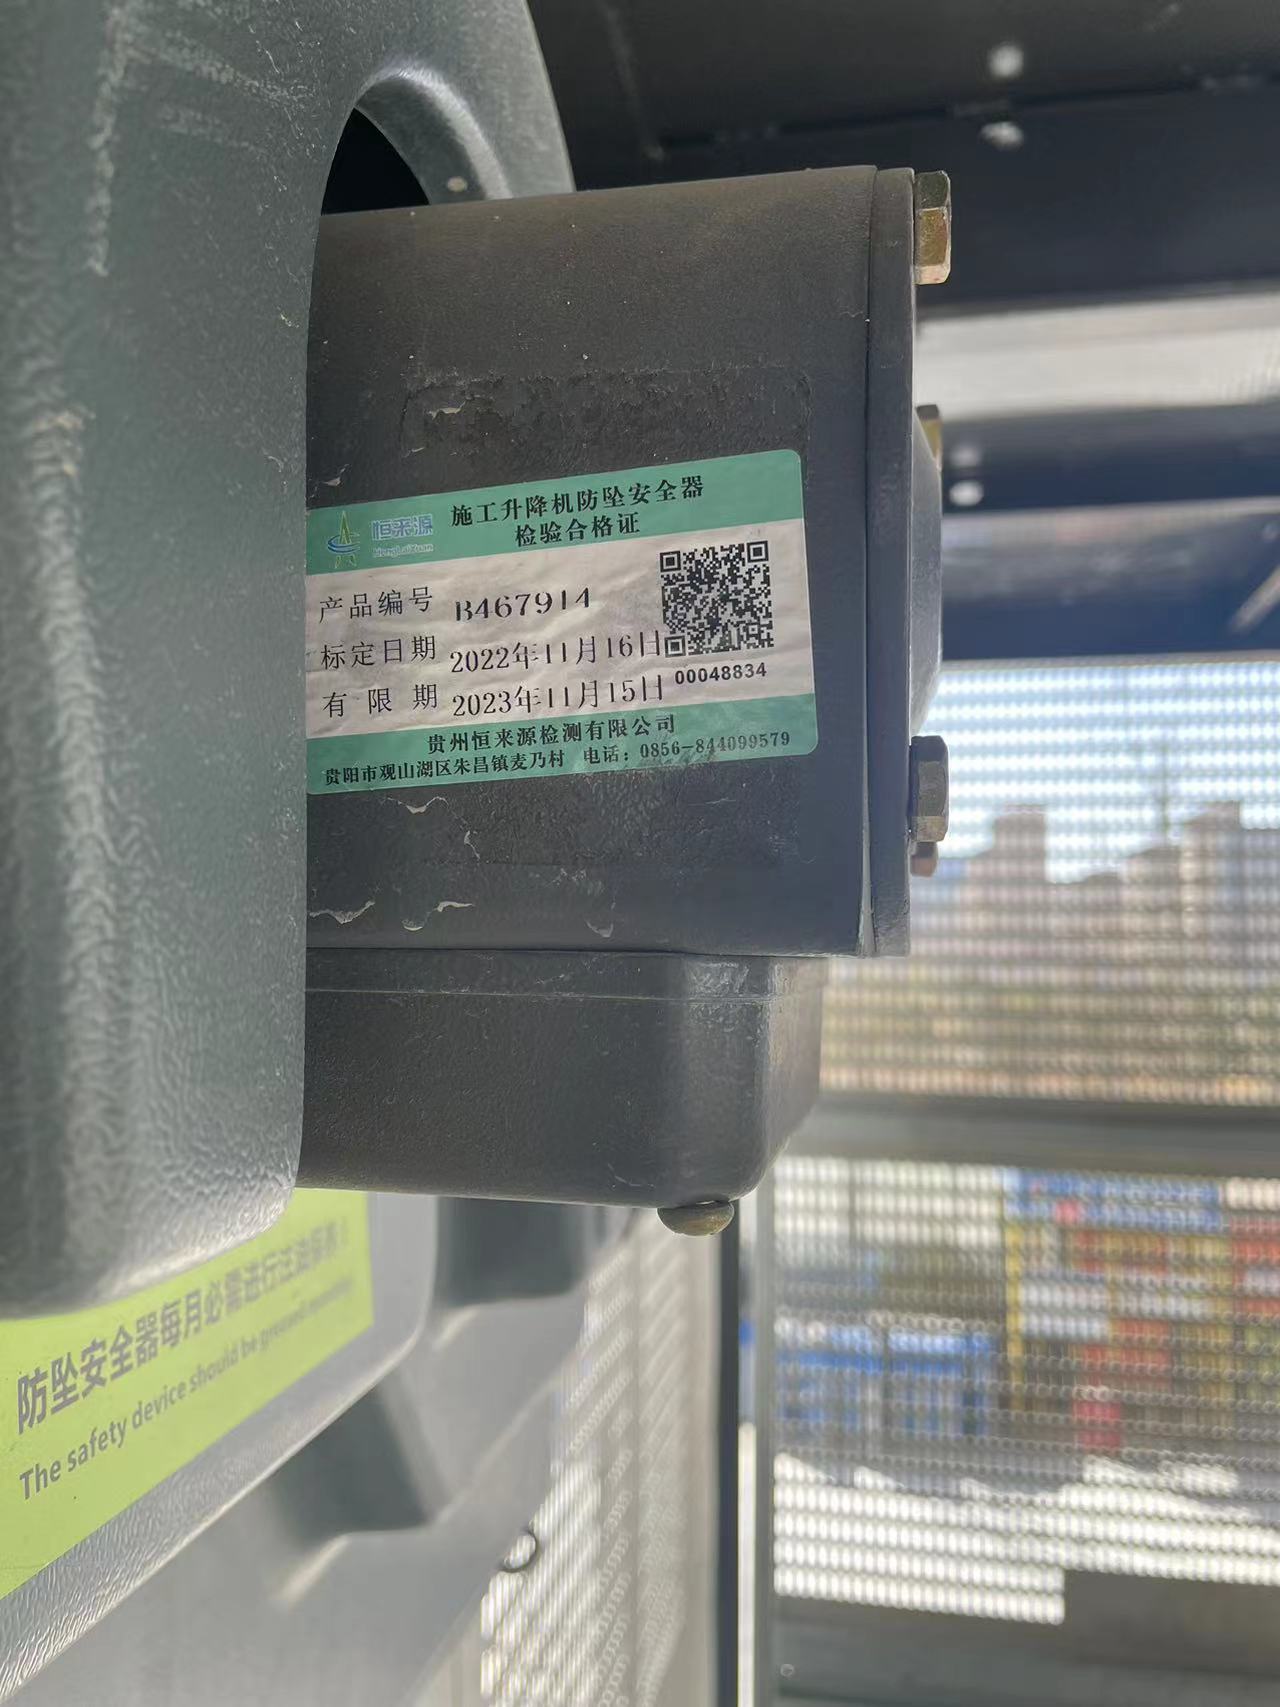 恒来源
HengLaiYuan
施工升降机防坠安全器
检验合格证
产品编号 B467914
标定日期 2022年11月16日
有限期 2023年11月15日
00048834
贵州恒来源检测有限公司
贵阳市观山湖区朱昌镇麦乃村 电话：0856-844099579
防坠安全器每月必需进行注油保养！
The safety device should be greased monthly!